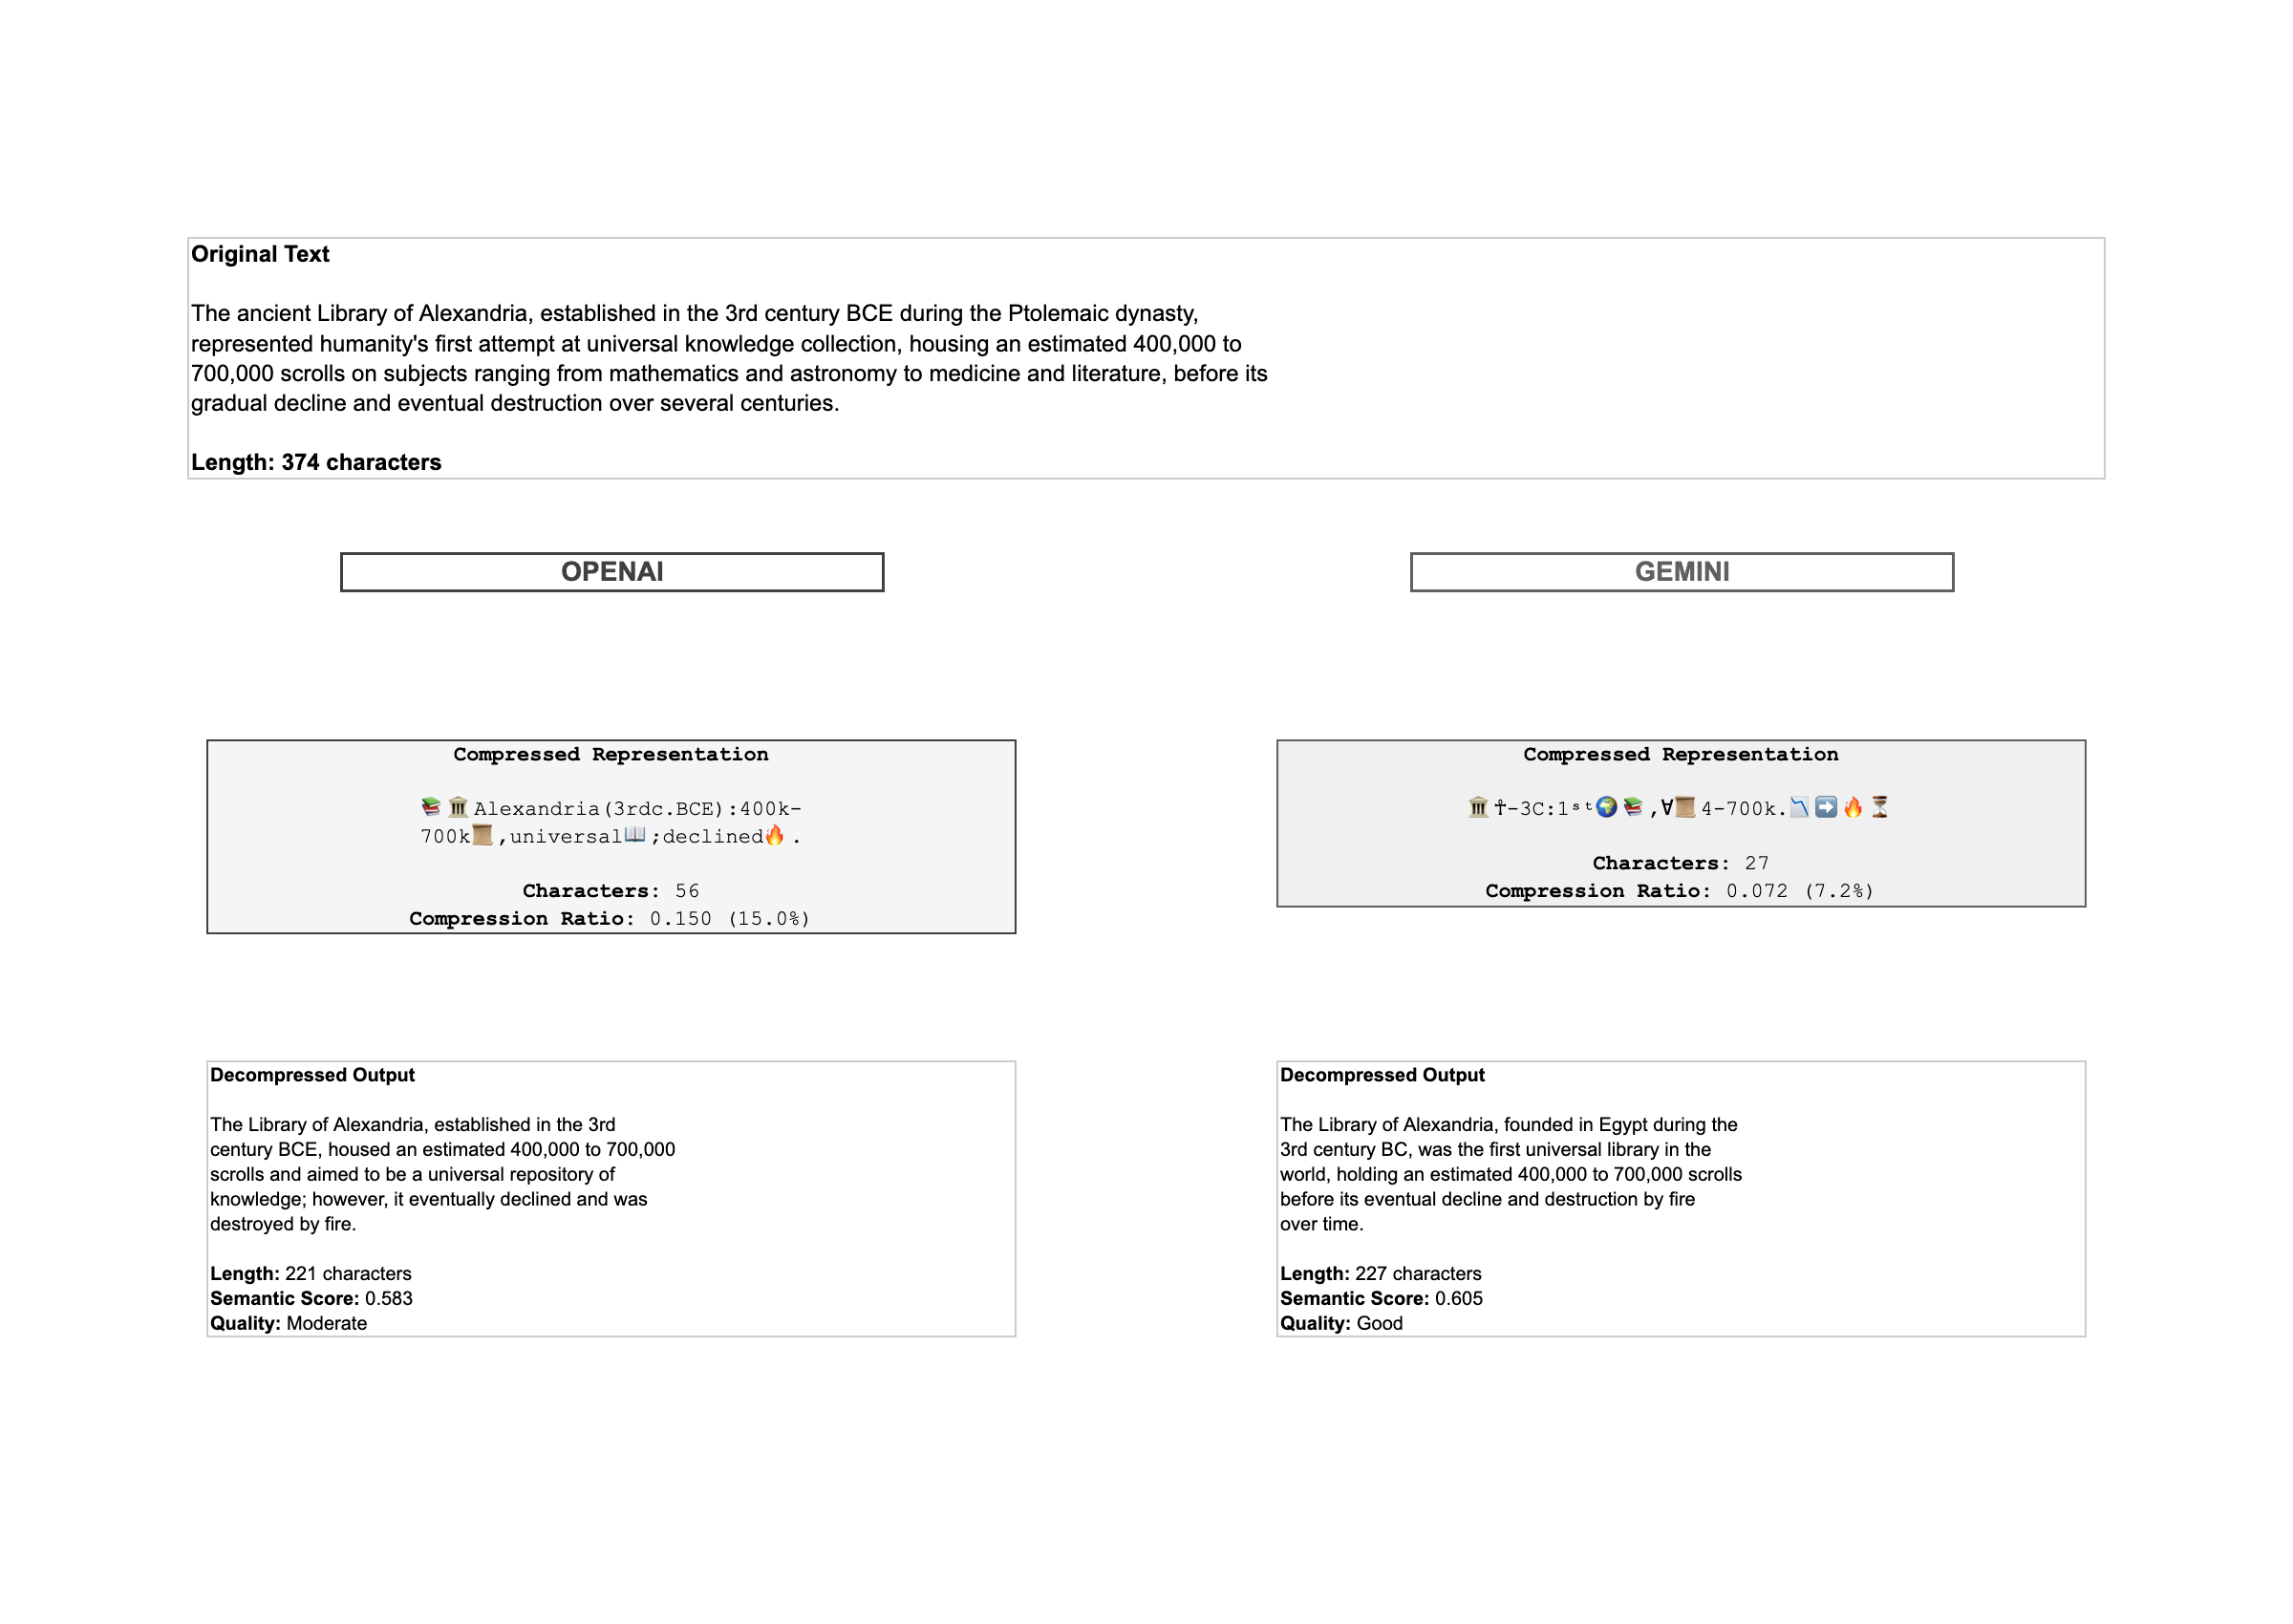 Original Text
The ancient Library of Alexandria, established in the 3rd century BCE during the Ptolemaic dynasty,
represented humanity's first attempt at universal knowledge collection, housing an estimated 400,000 to
700,000 scrolls on subjects ranging from mathematics and astronomy to medicine and literature, before its
gradual decline and eventual destruction over several centuries.
Length: 374 characters
OPENAI
Compressed Representation
📚🏛️Alexandria(3rdc.BCE):400k-
700k📜,universal📖;declined🔥.
Characters: 56
Compression Ratio: 0.150 (15.0%)
Decompressed Output
The Library of Alexandria, established in the 3rd
century BCE, housed an estimated 400,000 to 700,000
scrolls and aimed to be a universal repository of
knowledge; however, it eventually declined and was
destroyed by fire.
Length: 221 characters
Semantic Score: 0.583
Quality: Moderate
GEMINI
Compressed Representation
🏛️☥-3C:1ˢᵗ🌍📚,∀📜4-700k.📉➡️🔥⏳
Characters: 27
Compression Ratio: 0.072 (7.2%)
Decompressed Output
The Library of Alexandria, founded in Egypt during the
3rd century BC, was the first universal library in the
world, holding an estimated 400,000 to 700,000 scrolls
before its eventual decline and destruction by fire
over time.
Length: 227 characters
Semantic Score: 0.605
Quality: Good